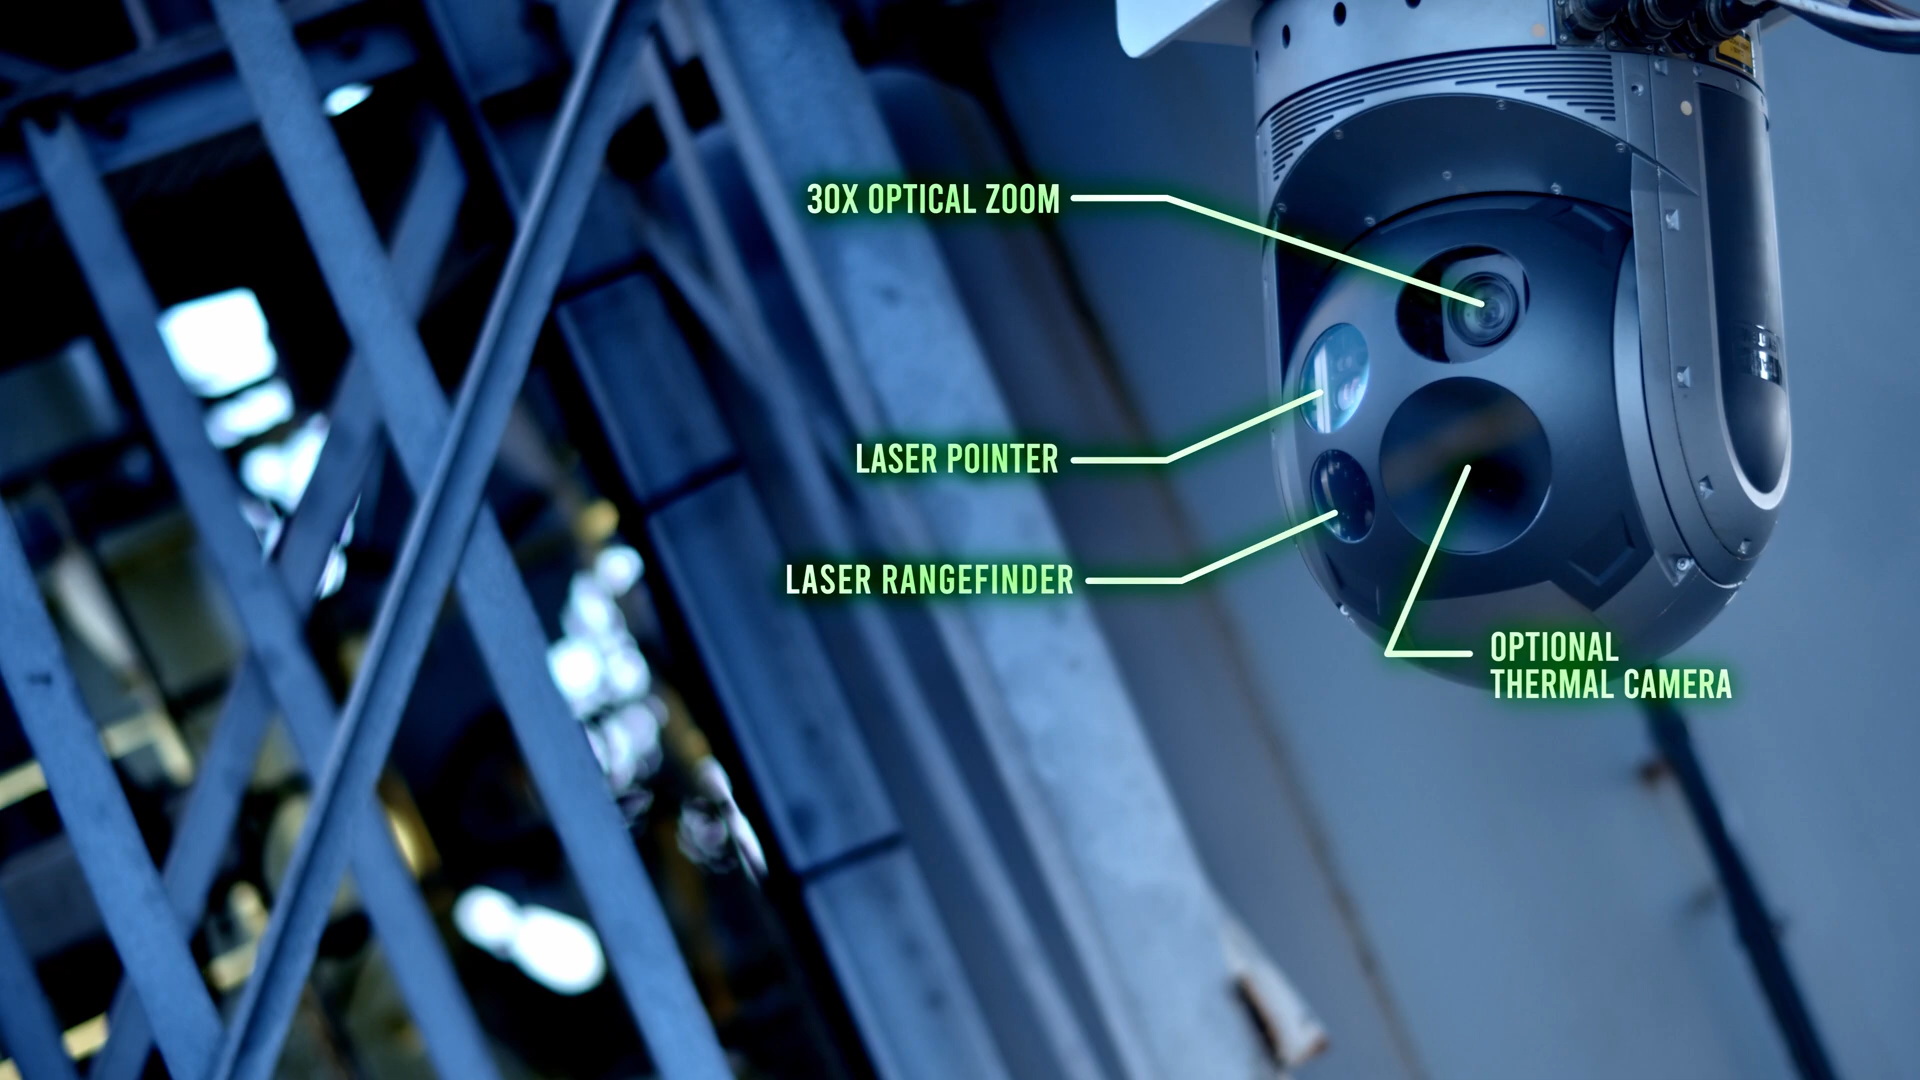 30X OPTICAL ZOOM
LASER POINTER
LASER RANGEFINDER
OPTIONAL
THERMAL CAMERA